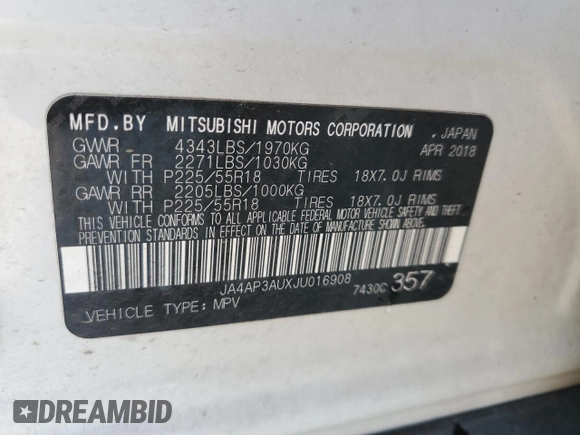 MFD.BY MITSUBISHI MOTORS CORPORATION . JAPAN
GVWR 4343LBS/1970KG APR 2018
GAWR FR 2271LBS/1030KG
WITH P225/55R18 TIRES 18X7.0J RIMS
GAWR RR 2205LBS/1000KG
WITH P225/55R18 TIRES 18X7.0J RIMS
THIS VEHICLE CONFORMS TO ALL APPLICABLE FEDERAL MOTOR VEHICLE SAFETY AND THEFT
PREVENTION STANDARDS IN EFFECT ON THE DATE OF MANUFACTURE SHOWN ABOVE.
JA4AP3AUXJU016908
7430C 357
VEHICLE TYPE: MPV
DREAMBID